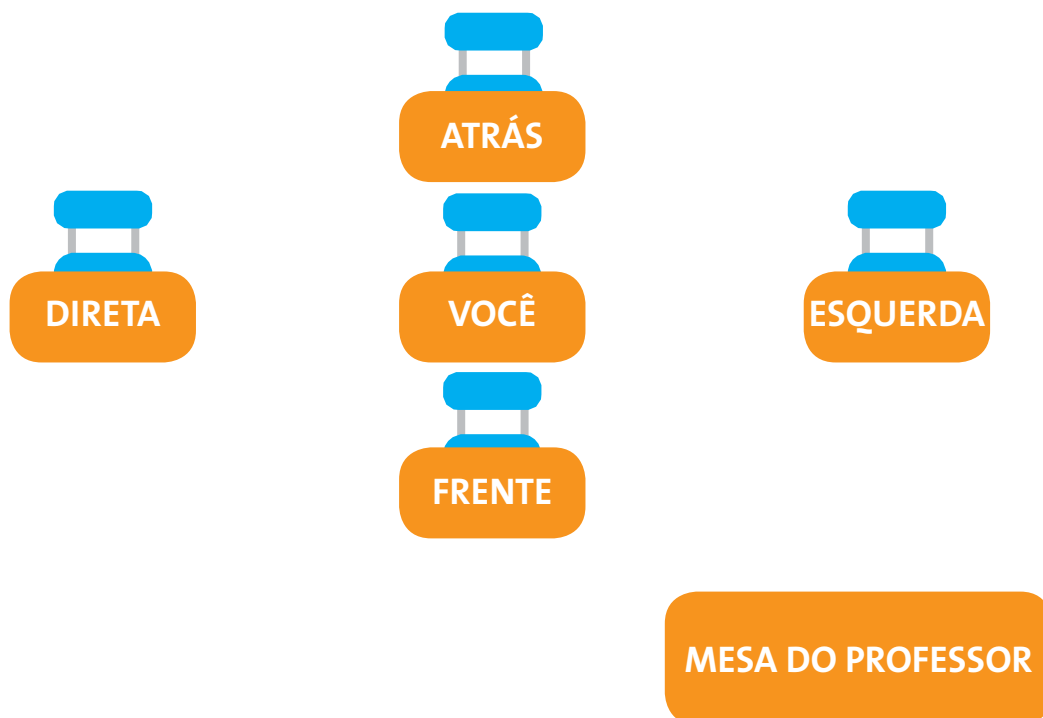 ATRÁS
DIRETA
VOCÊ
ESQUERDA
FRENTE
MESA DO PROFESSOR